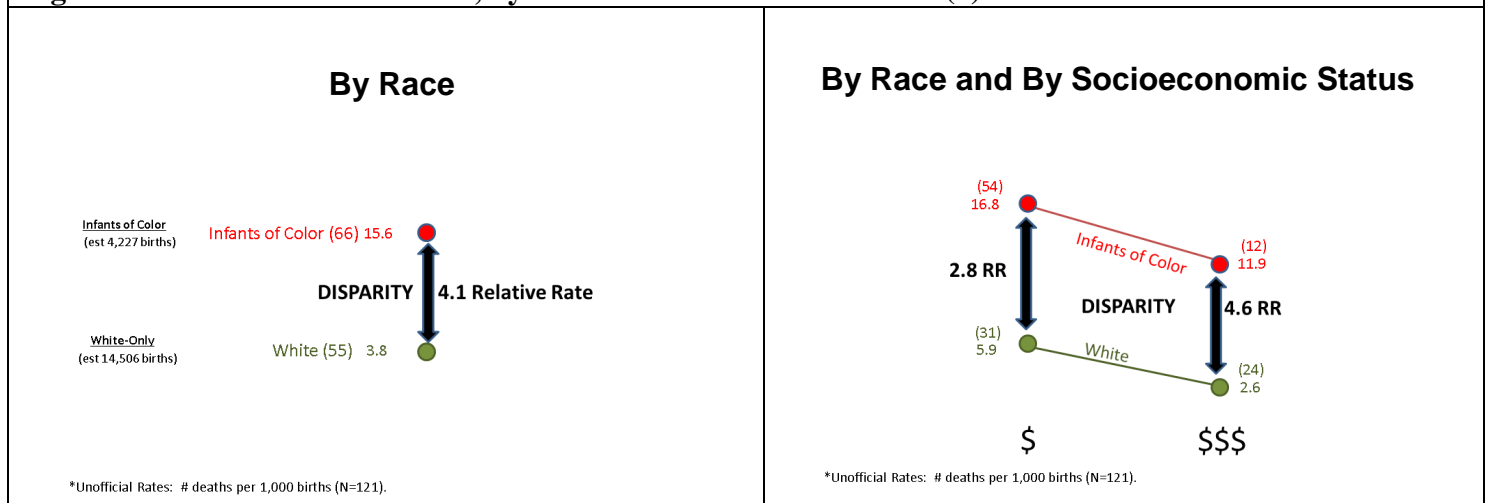 By Race
Infants of Color
(est 4,227 births)
Infants of Color (66) 15.6
DISPARITY
4.1 Relative Rate
White-Only
(est 14,506 births)
White (55) 3.8
*Unofficial Rates: # deaths per 1,000 births (N=121).
By Race and By Socioeconomic Status
(54)
16.8
Infants of Color
(12)
11.9
2.8 RR
DISPARITY
4.6 RR
(31)
5.9
White
(24)
2.6
$
$$$
*Unofficial Rates: # deaths per 1,000 births (N=121).